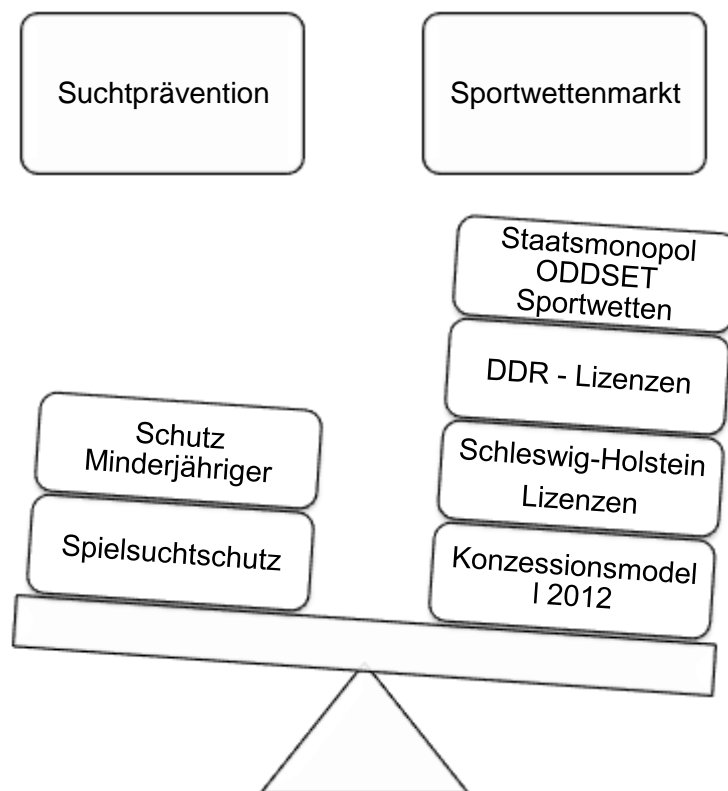 Suchtprävention
Sportwettenmarkt
Staatsmonopol
ODDSET
Sportwetten
DDR - Lizenzen
Schleswig-Holstein
Lizenzen
Konzessionsmodel
l 2012
Schutz
Minderjähriger
Spielsuchtschutz